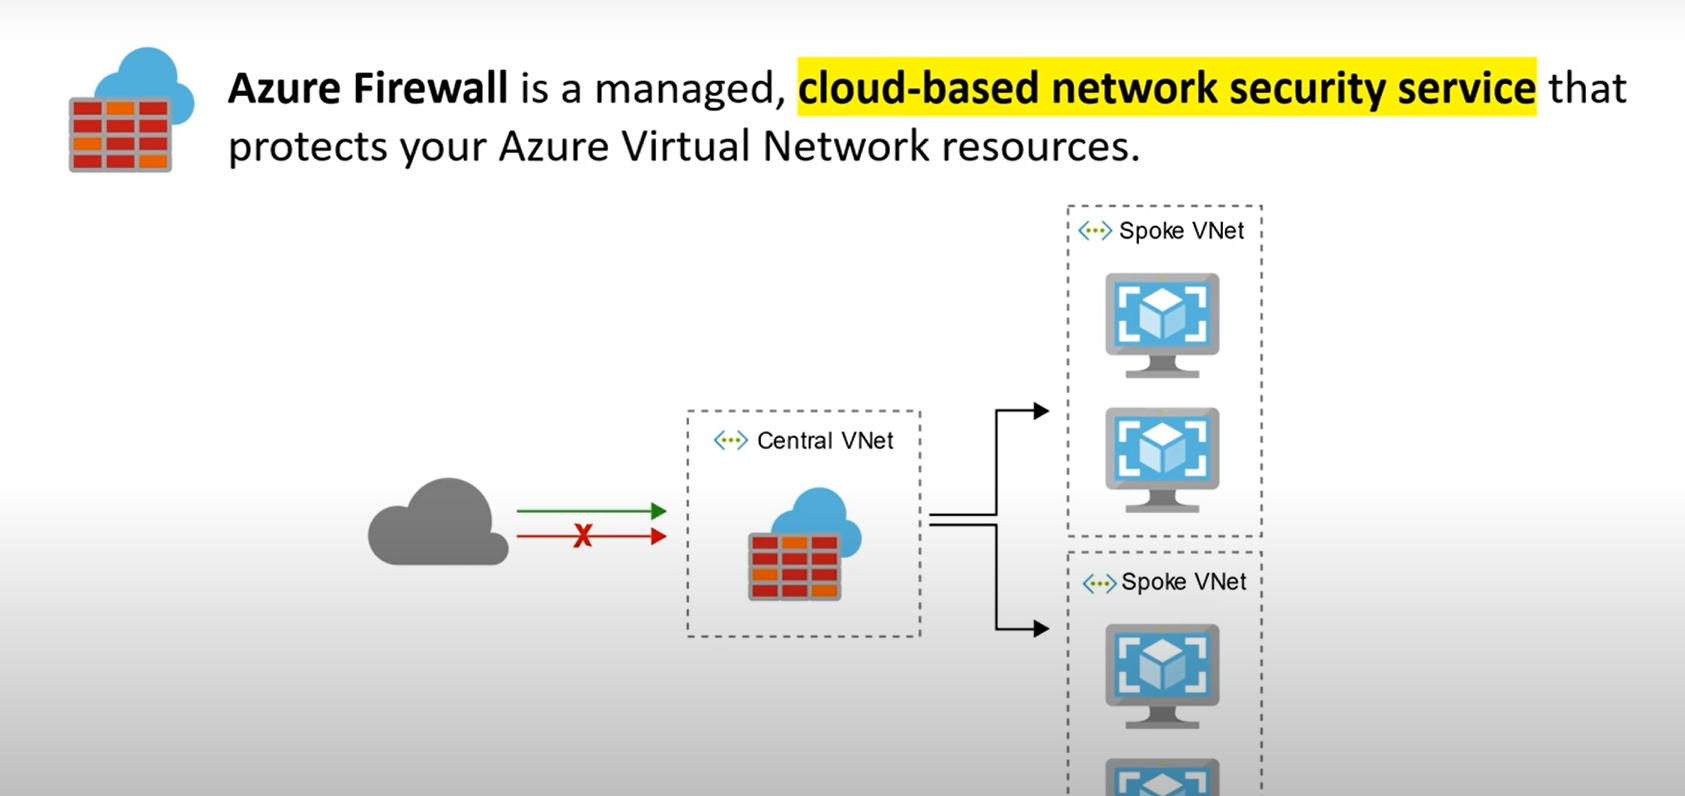 Azure Firewall is a managed, cloud-based network security service that
protects your Azure Virtual Network resources.
Spoke VNet
Central VNet
X
Spoke VNet